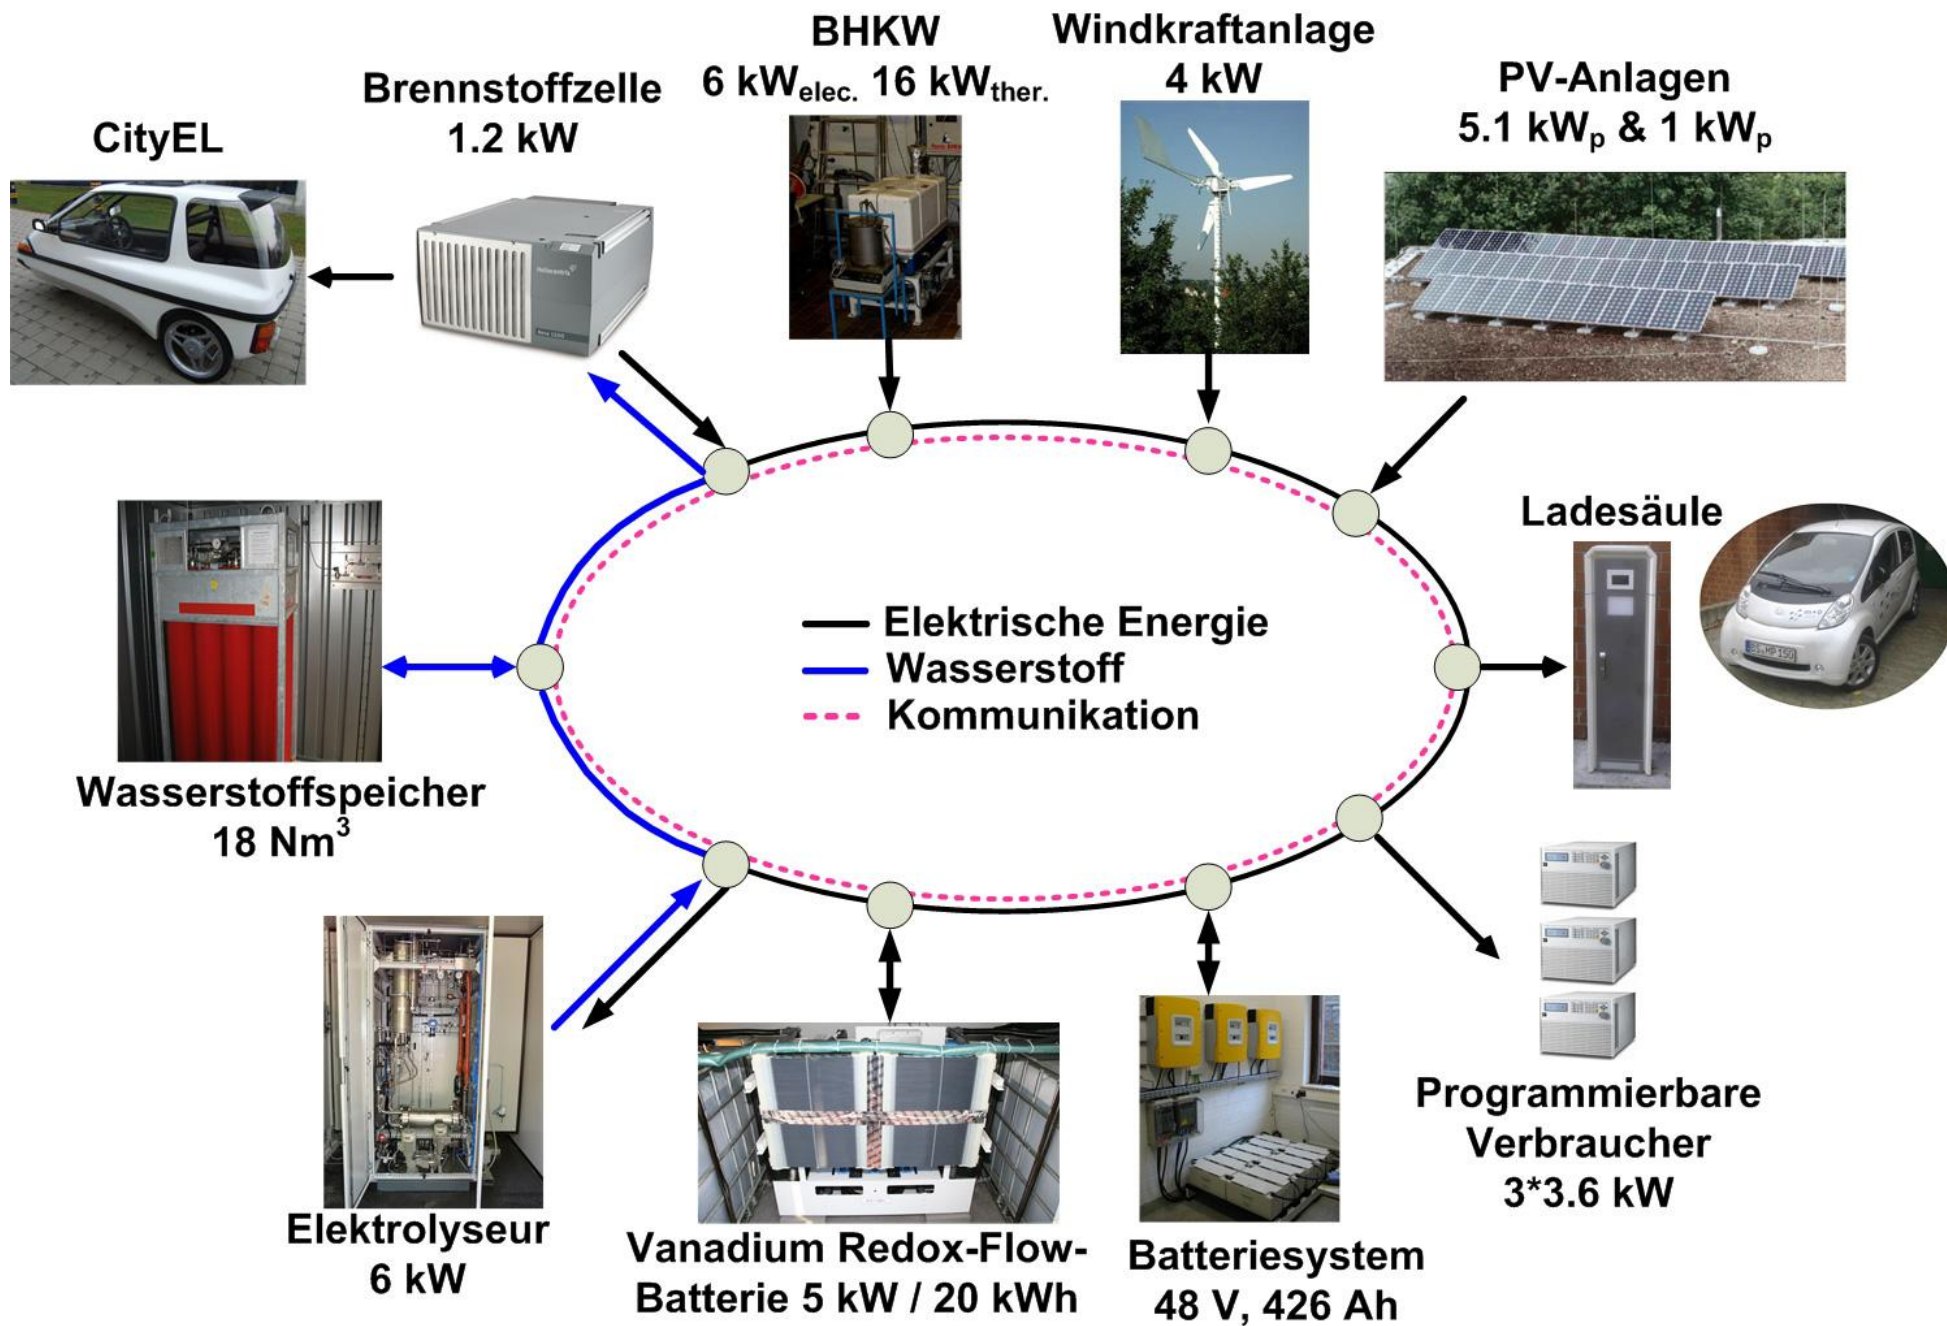 BHKW
6 kWelec. 16 kWther.
Windkraftanlage
4 kW
PV-Anlagen
5.1 kWp & 1 kWp
Brennstoffzelle
1.2 kW
CityEL
Ladesäule
Elektrische Energie
Wasserstoff
Kommunikation
Wasserstoffspeicher
18 Nm³
Programmierbare
Verbraucher
3*3.6 kW
Elektrolyseur
6 kW
Vanadium Redox-Flow-
Batterie 5 kW / 20 kWh
Batteriesystem
48 V, 426 Ah